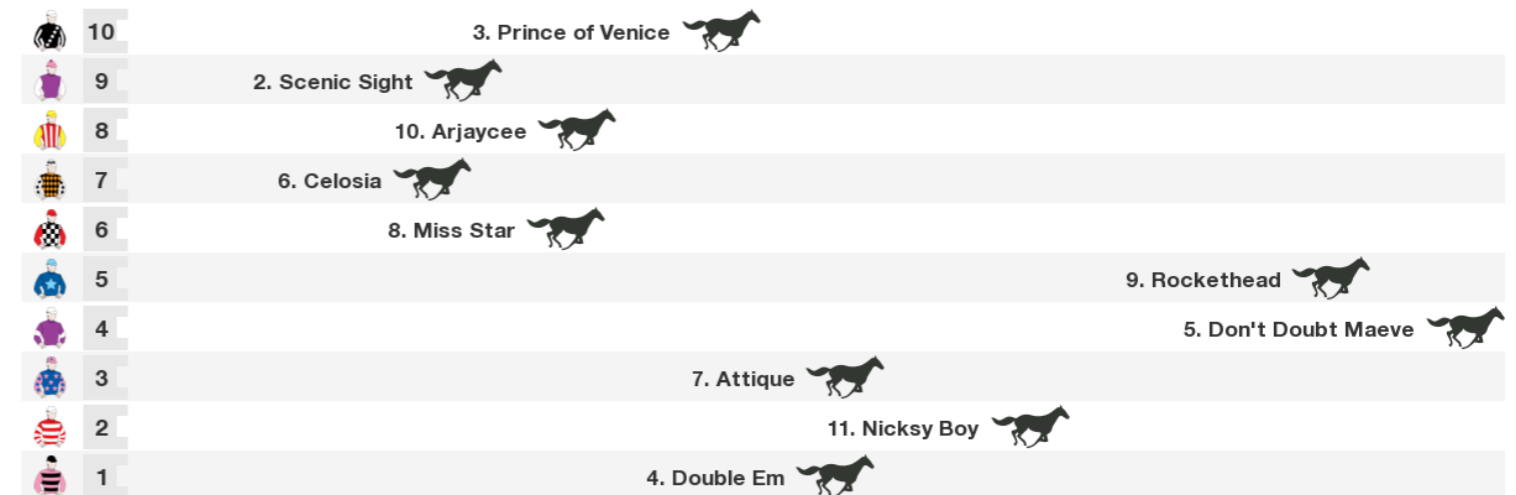 10 3. Prince of Venice
9 2. Scenic Sight
8 10. Arjaycee
7 6. Celosia
6 8. Miss Star
5 9. Rockethead
4 5. Don't Doubt Maeve
3 7. Attique
2 11. Nicksy Boy
1 4. Double Em